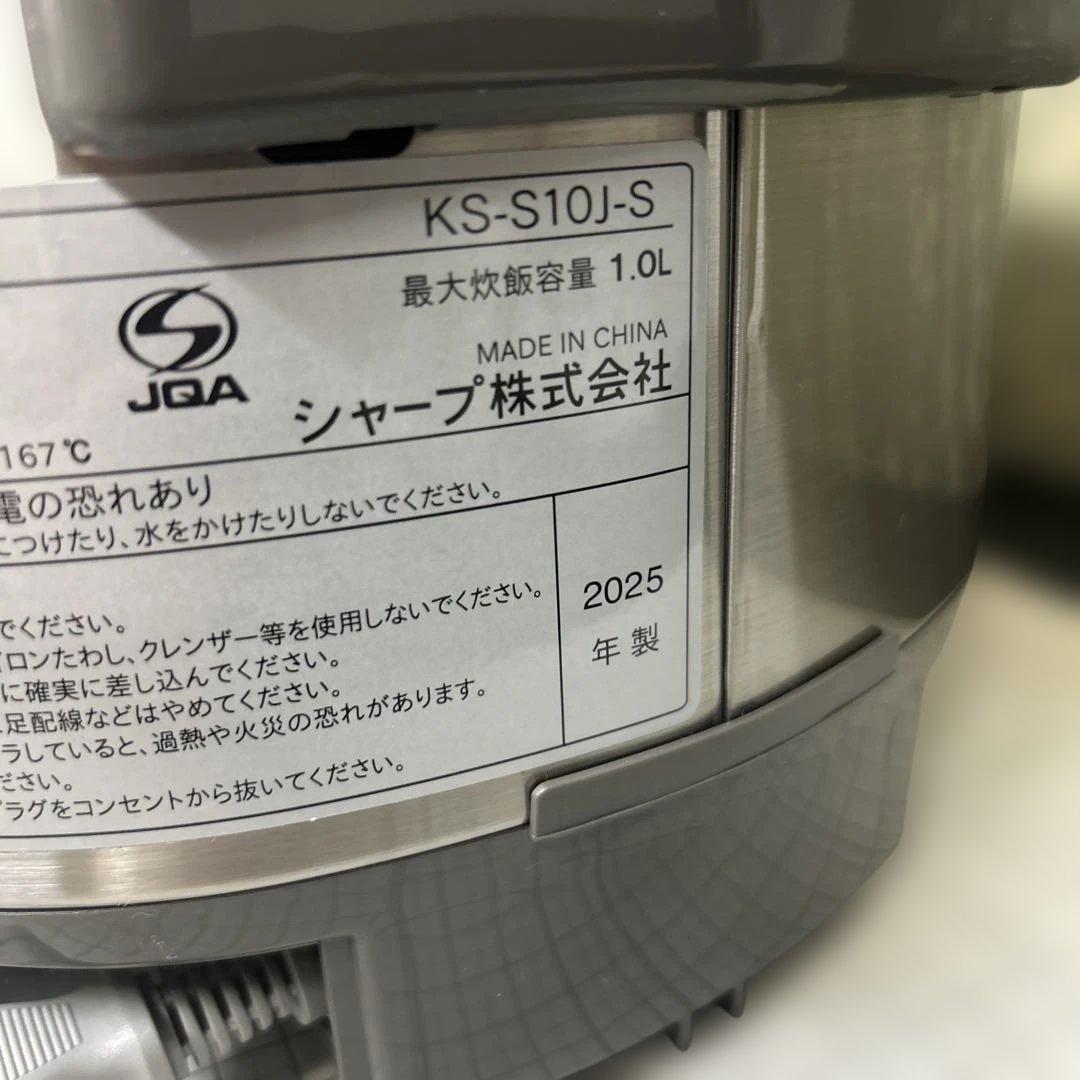 KS-S10J-S
最大炊飯容量 1.0L
MADE IN CHINA
JQA
シャープ株式会社
167℃
電の恐れあり
につけたり、水をかけたりしないでください。
でください。
イロンたわし、クレンザー等を使用しないでください。
に確実に差し込んでください。
足配線などはやめてください。
ラしていると、過熱や火災の恐れがあります。
ださい。
プラグをコンセントから抜いてください。
2025
年製